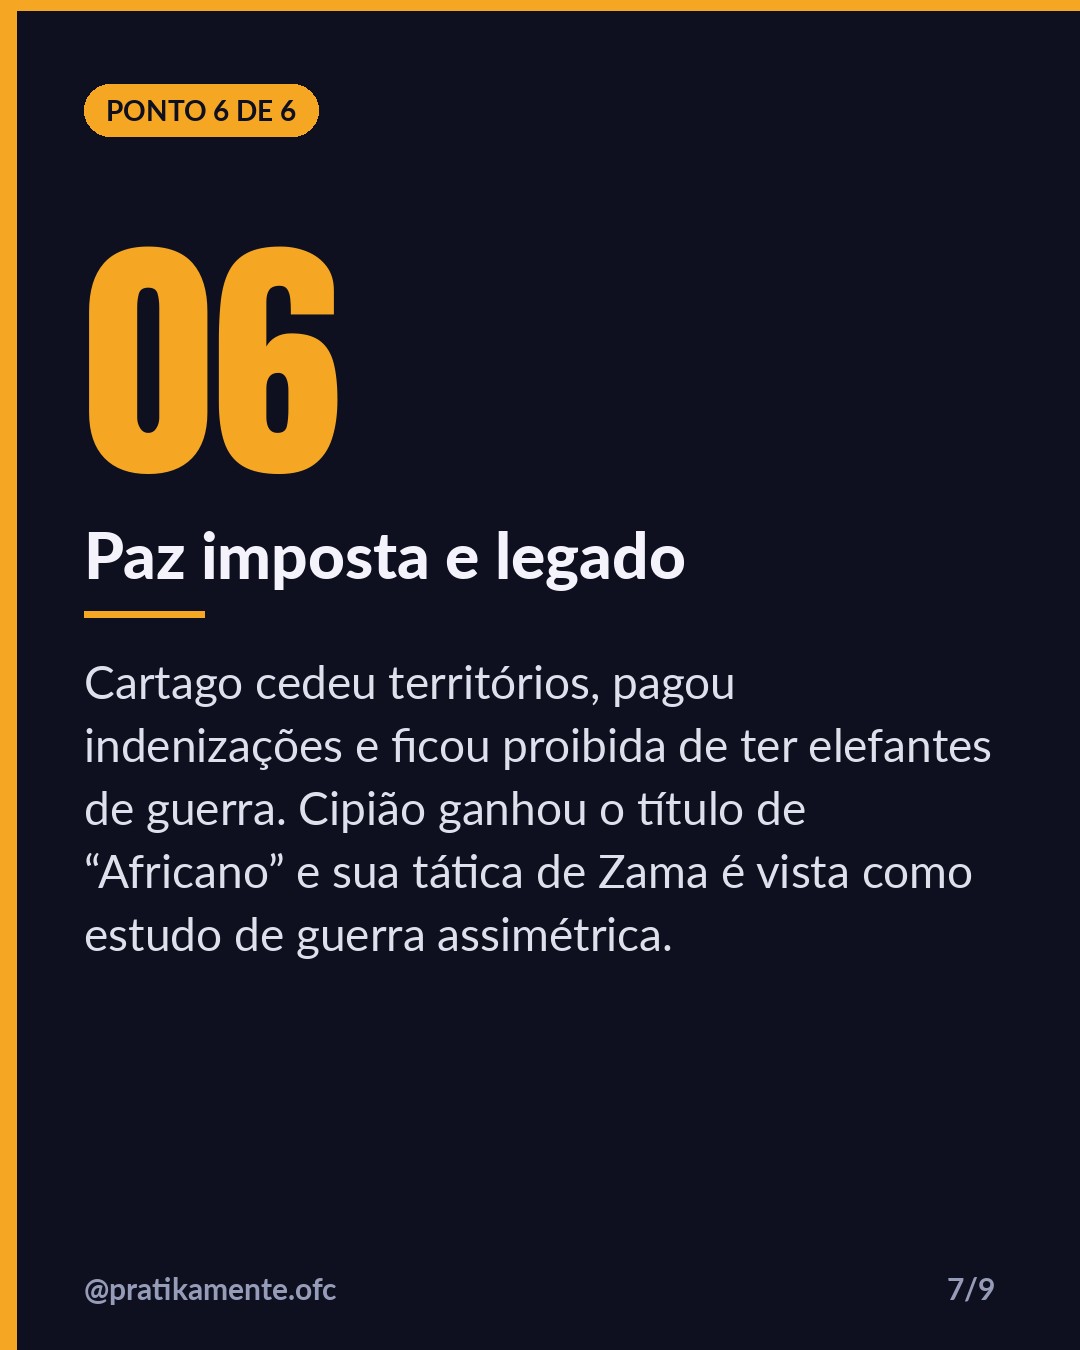 PONTO 6 DE 6
06
Paz imposta e legado
Cartago cedeu territórios, pagou
indenizações e ficou proibida de ter elefantes
de guerra. Cipião ganhou o título de
“Africano” e sua tática de Zama é vista como
estudo de guerra assimétrica.
@pratikamente.ofc
7/9